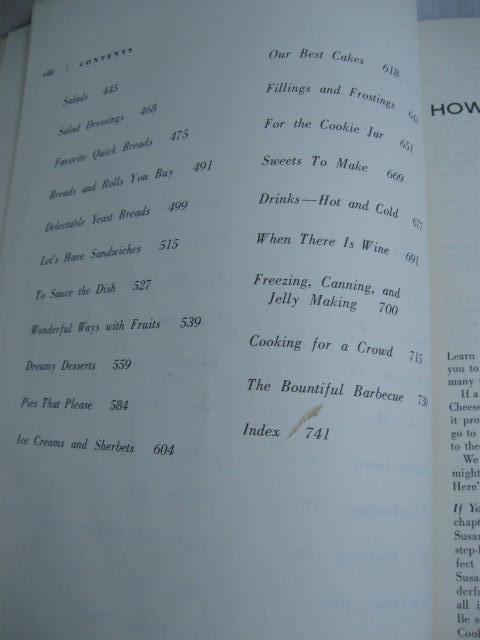 viii | CONTENTS
Salads 445
Salad Dressings 468
Favorite Quick Breads 475
Breads and Rolls You Buy 491
Delectable Yeast Breads 499
Let's Have Sandwiches 515
To Sauce the Dish 527
Wonderful Ways with Fruits 539
Dreamy Desserts 559
Pies That Please 584
Ice Creams and Sherbets 604
Our Best Cakes 618
Fillings and Frostings 641
For the Cookie Jar 651
Sweets To Make 669
Drinks—Hot and Cold 677
When There Is Wine 691
Freezing, Canning, and
Jelly Making 700
Cooking for a Crowd 715
The Bountiful Barbecue 730
Index 741
HOW
Learn
you to
many
If a
Cheese
it pro
go to
to the
We
might
Here'
If Yo
chapt
Susan
step-l
fect
Susa
derfu
all i
Be s
Cook